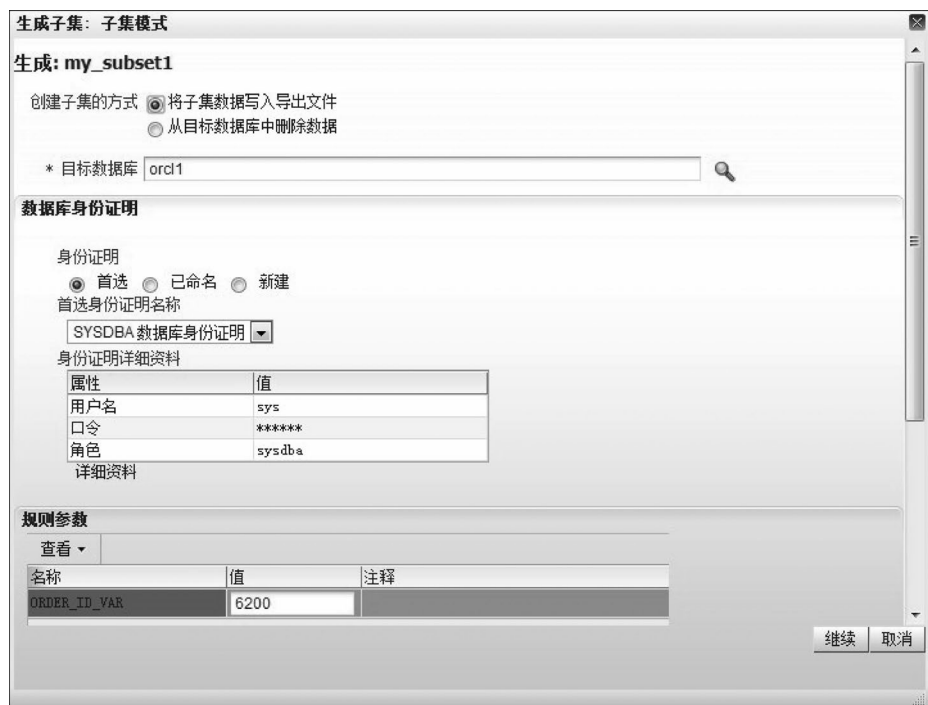 生成子集：子集模式
生成: my_subset1
创建子集的方式 将子集数据写入导出文件
从目标数据库中删除数据
* 目标数据库 orcl1
数据库身份证明
身份证明
首选 已命名 新建
首选身份证明名称
SYSDBA 数据库身份证明
身份证明详细资料
属性 值
用户名 sys
口令 ******
角色 sysdba
详细资料
规则参数
查看
名称 值 注释
ORDER_ID_VAR 6200
继续 取消